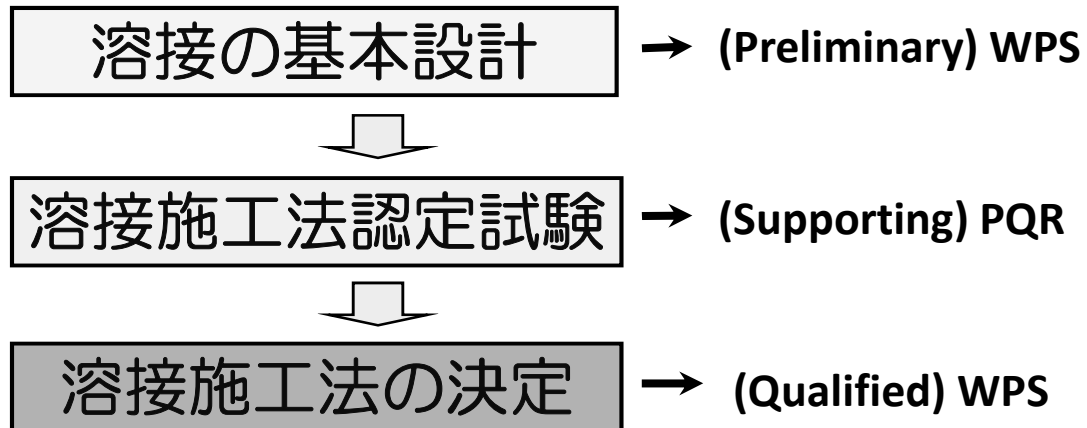 溶接の基本設計 → (Preliminary) WPS
溶接施工法認定試験 → (Supporting) PQR
溶接施工法の決定 → (Qualified) WPS